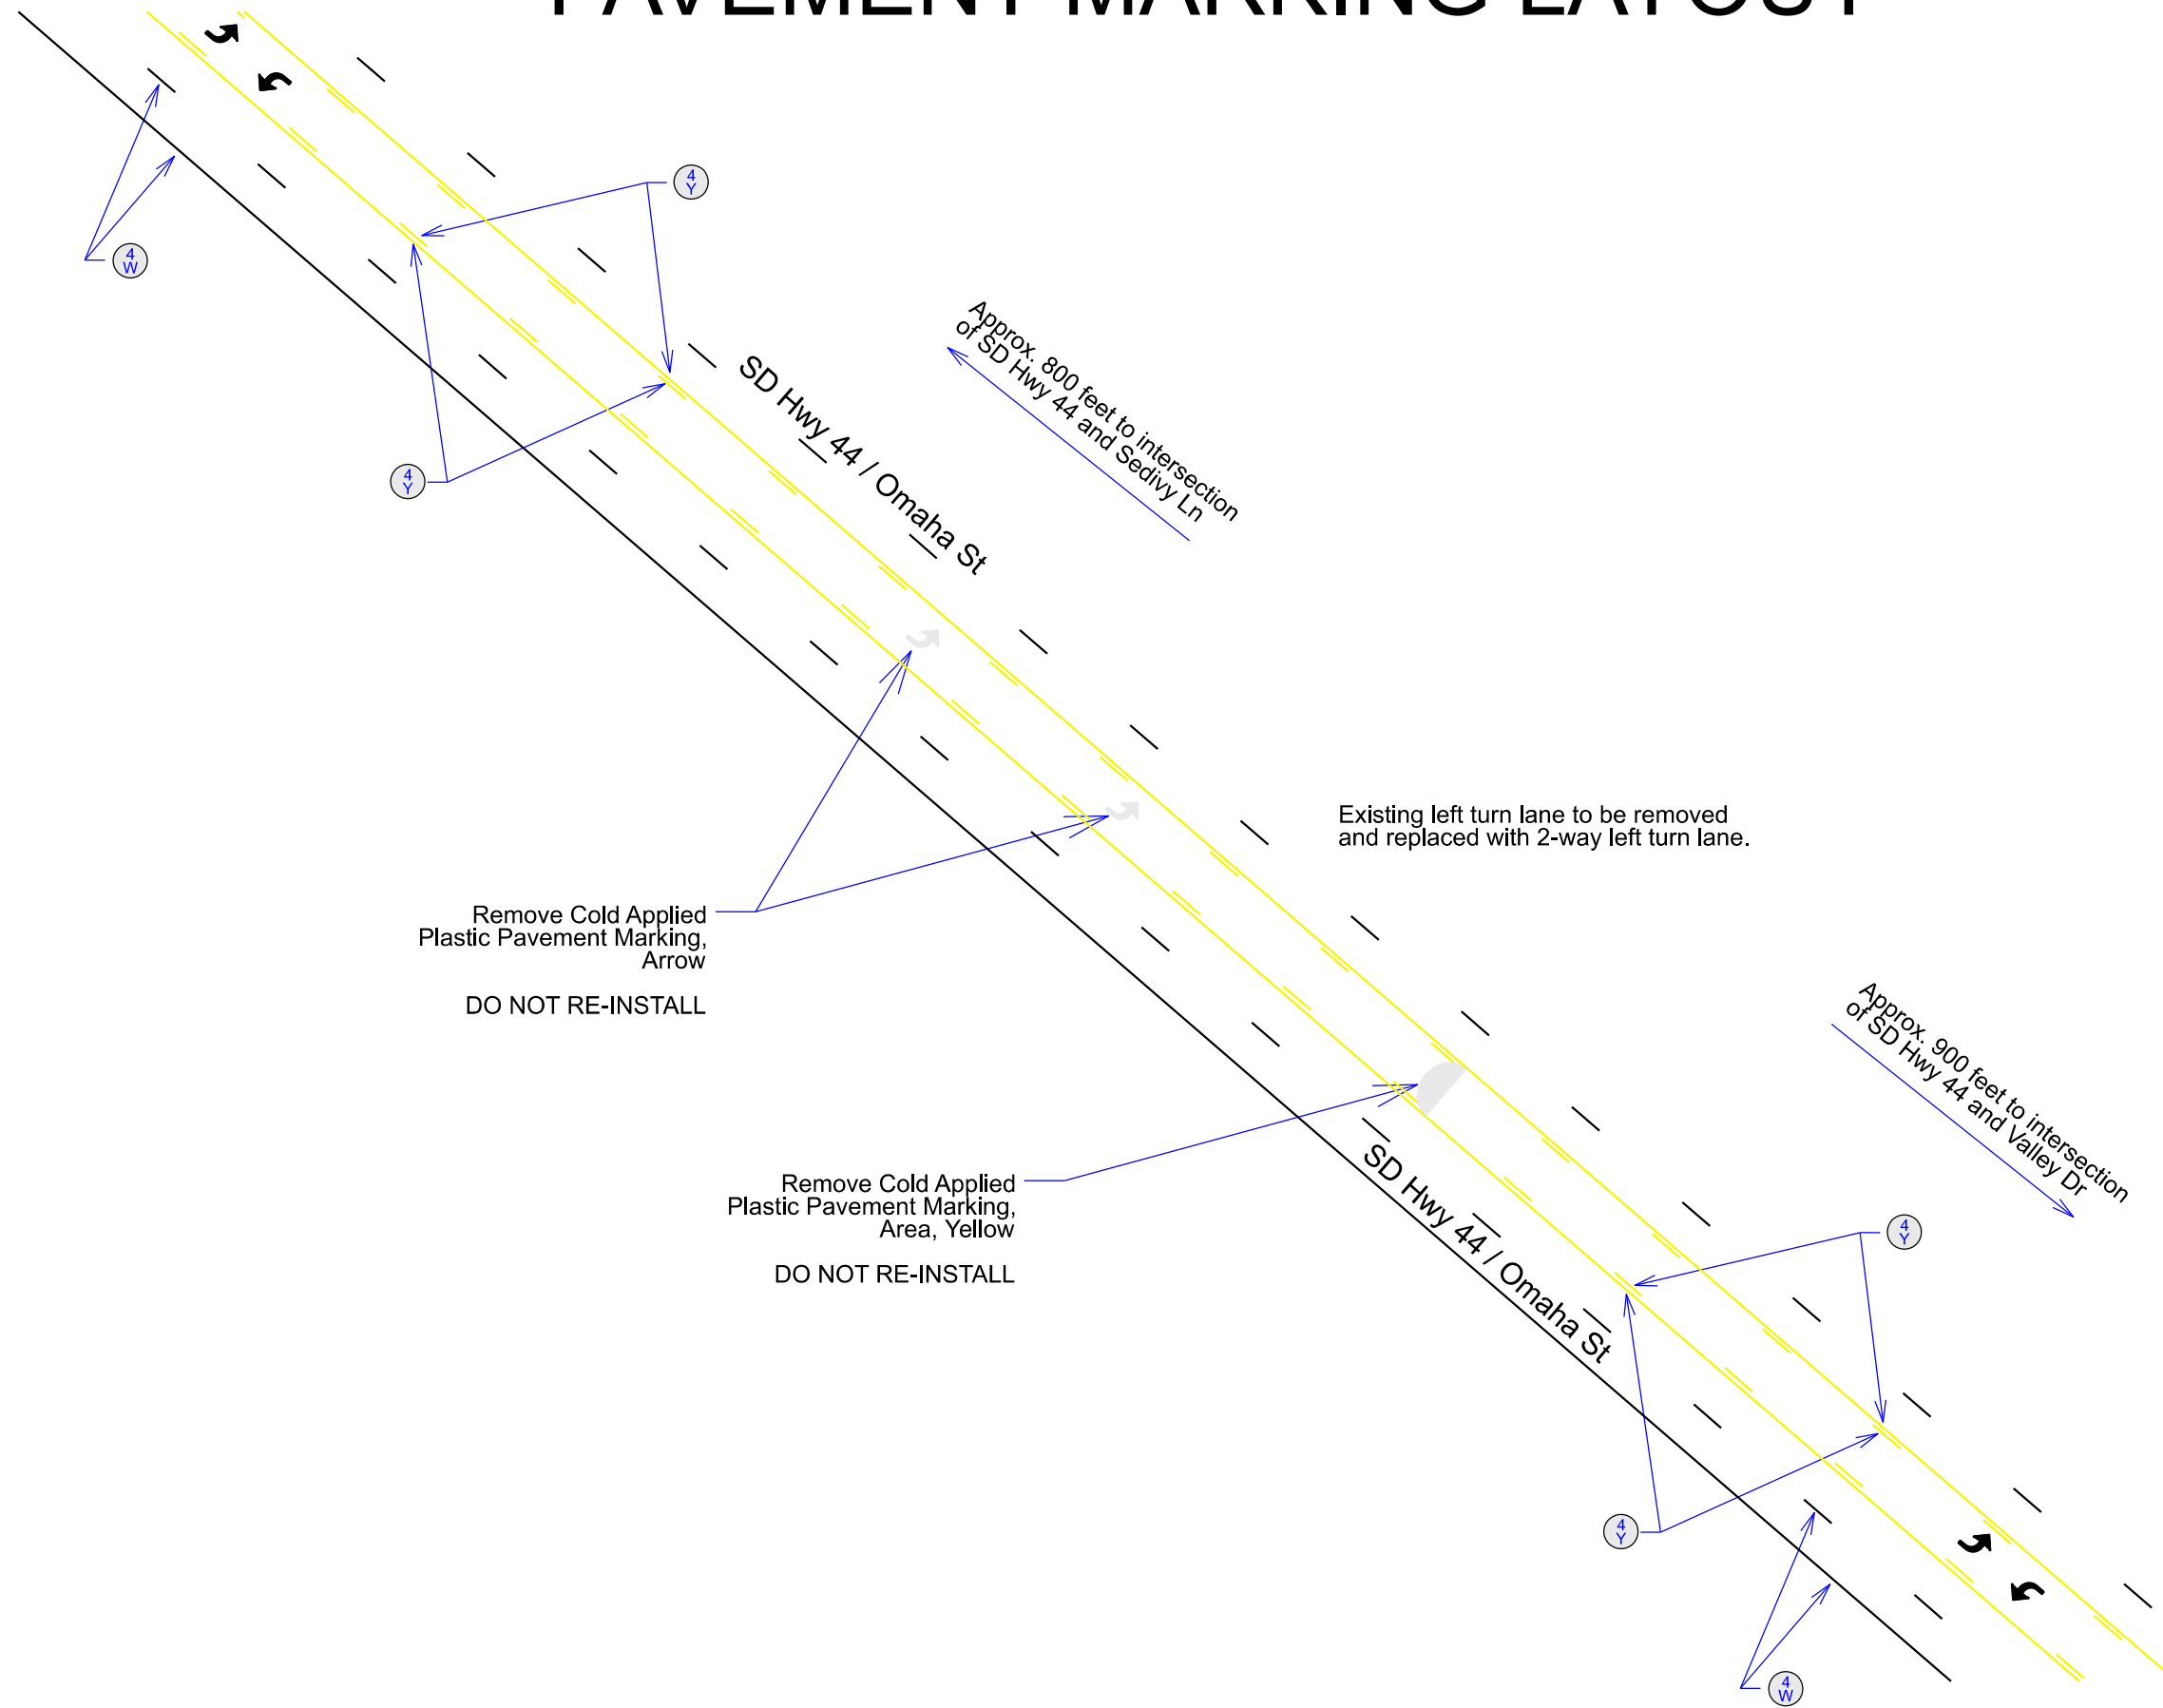 PAVEMENT MARKING LAYOUT
4
Y
4
W
Approx. 800 feet to intersection
of SD Hwy 44 and Sedivy Ln
SD Hwy 44 / Omaha St
4
Y
Existing left turn lane to be removed
and replaced with 2-way left turn lane.
Remove Cold Applied
Plastic Pavement Marking,
Arrow
DO NOT RE-INSTALL
Approx. 900 feet to intersection
of SD Hwy 44 and Valley Dr
Remove Cold Applied
Plastic Pavement Marking,
Area, Yellow
DO NOT RE-INSTALL
SD Hwy 44 / Omaha St
4
Y
4
Y
4
W